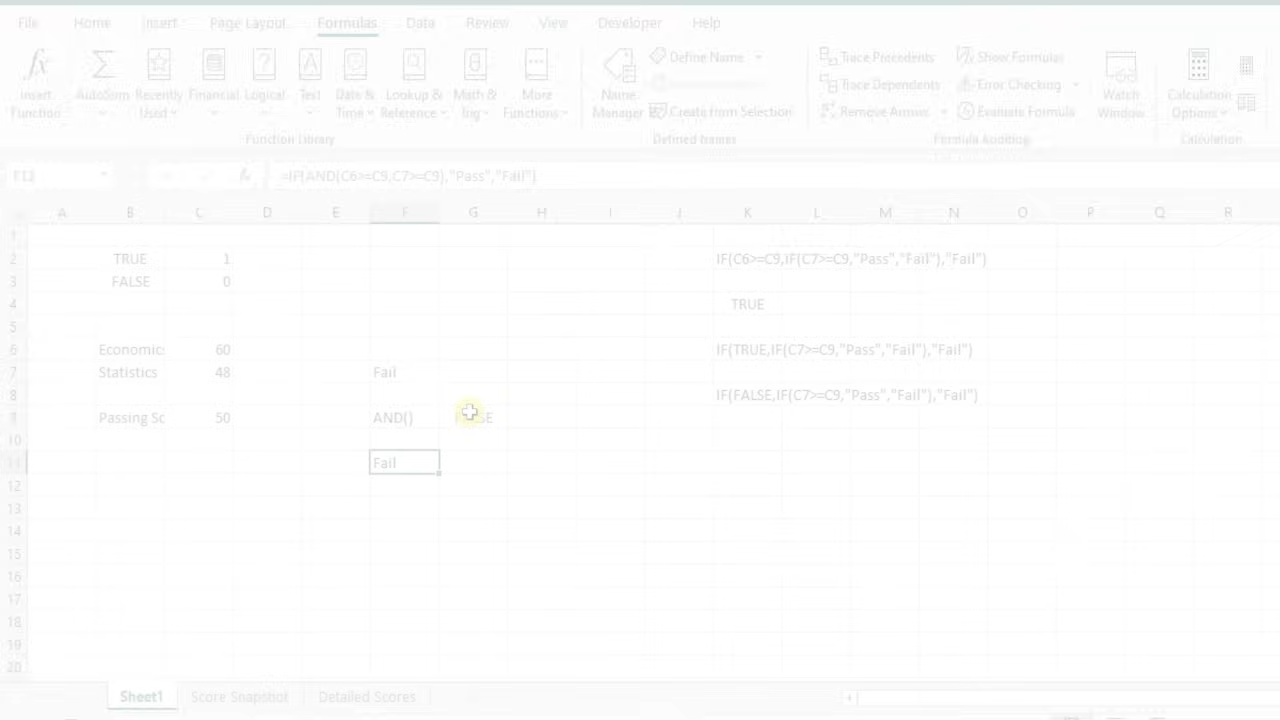 File Home Insert Page Layout Formulas Data Review View Developer Help
Insert Function AutoSum Recently Used Financial Logical Text Date & Time Lookup & Reference Math & Trig More Functions Name Manager Define Name Create from Selection Trace Precedents Trace Dependents Remove Arrows Show Formulas Error Checking Evaluate Formula Watch Window Calculation Options
Function Library Defined Names Formula Auditing Calculation
fx =IF(AND(C6>=C9,C7>=C9),"Pass","Fail")
A B C D E F G H I J K L M N O P Q R
1
2 TRUE 1 IF(C6>=C9,IF(C7>=C9,"Pass","Fail"),"Fail")
3 FALSE 0
4 TRUE
5
6 Economics 60 IF(TRUE,IF(C7>=C9,"Pass","Fail"),"Fail")
7 Statistics 48 Fail
8 IF(FALSE,IF(C7>=C9,"Pass","Fail"),"Fail")
9 Passing Sc 50 AND() FALSE
10
11 Fail
12
13
14
15
16
17
18
19
20
Sheet1 Score Snapshot Detailed Scores